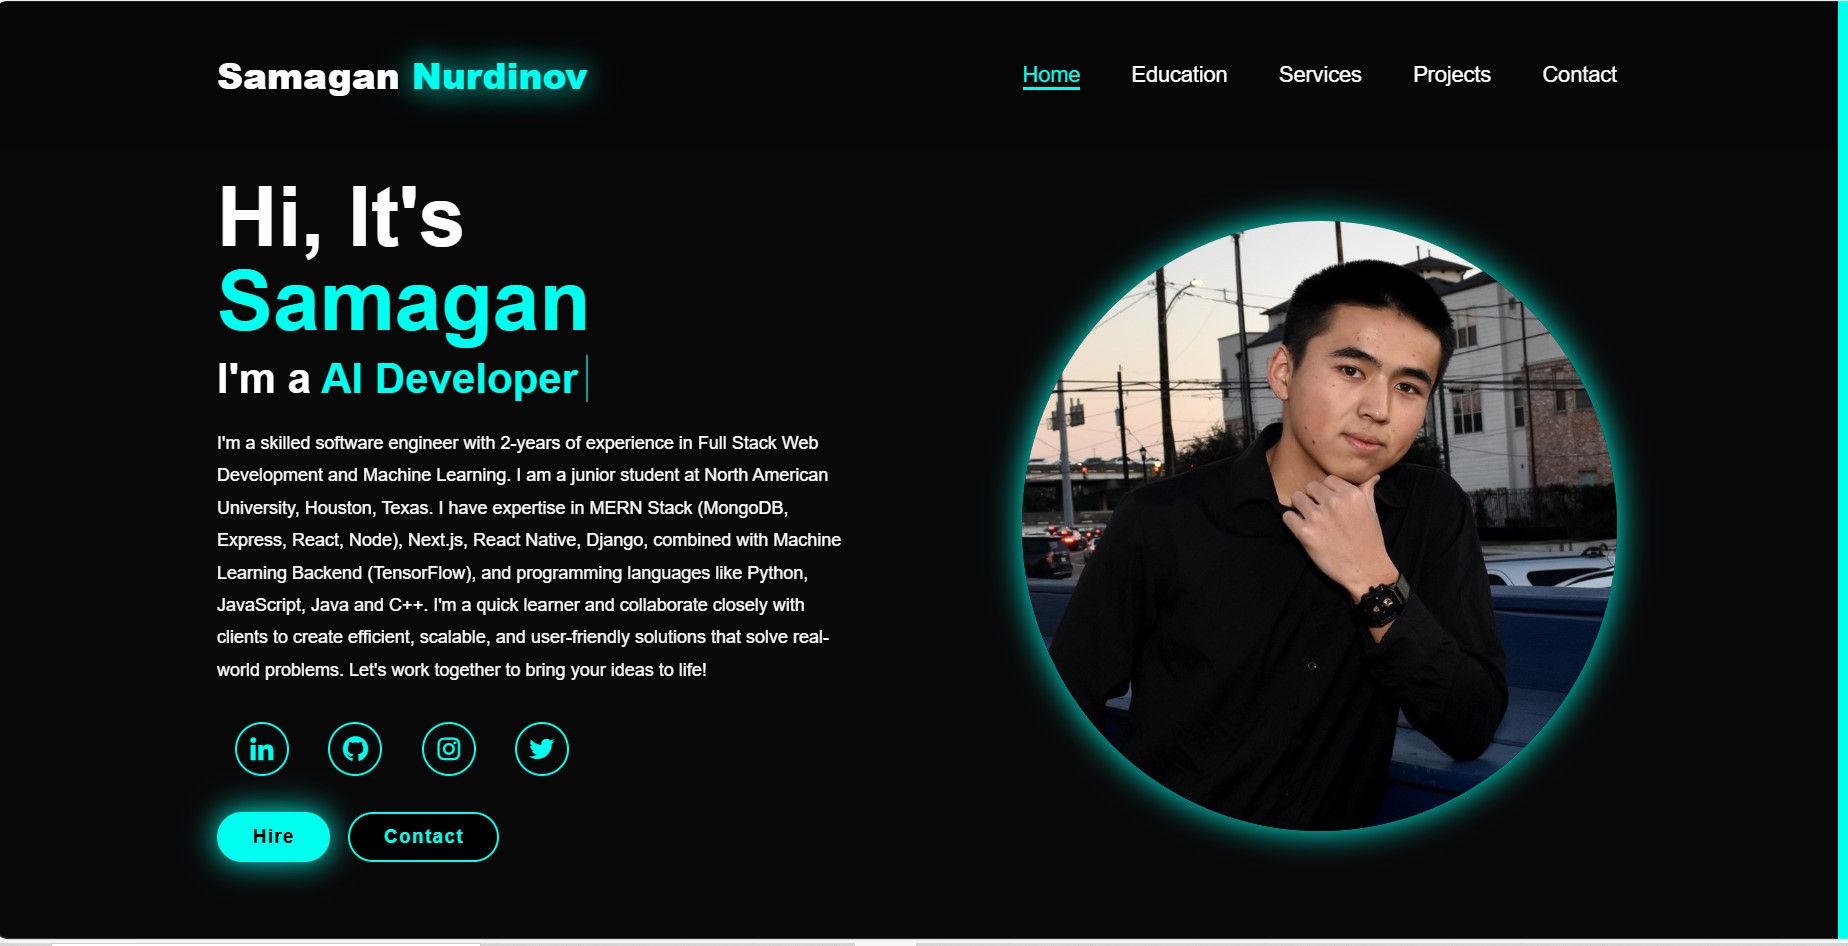 Samagan Nurdinov
Home Education Services Projects Contact
Hi, It's
Samagan
I'm a AI Developer
I'm a skilled software engineer with 2-years of experience in Full Stack Web
Development and Machine Learning. I am a junior student at North American
University, Houston, Texas. I have expertise in MERN Stack (MongoDB,
Express, React, Node), Next.js, React Native, Django, combined with Machine
Learning Backend (TensorFlow), and programming languages like Python,
JavaScript, Java and C++. I'm a quick learner and collaborate closely with
clients to create efficient, scalable, and user-friendly solutions that solve real-
world problems. Let's work together to bring your ideas to life!
in
Hire Contact